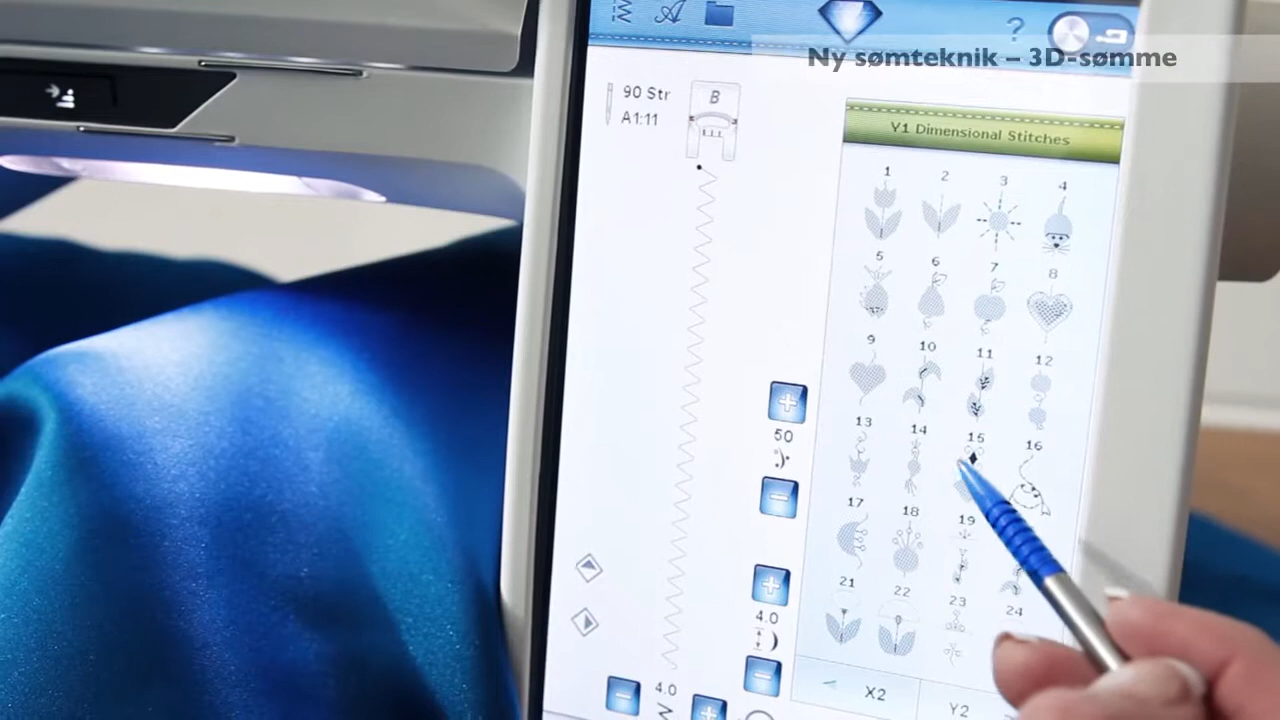 Ny sømteknik – 3D-sømme
?
90 Str
A1:11
B
Y1 Dimensional Stitches
1 2 3 4
5 6 7 8
9 10 11 12
13 14 15 16
17 18 19
21 22 23 24
50
4.0
4.0
X2
Y2